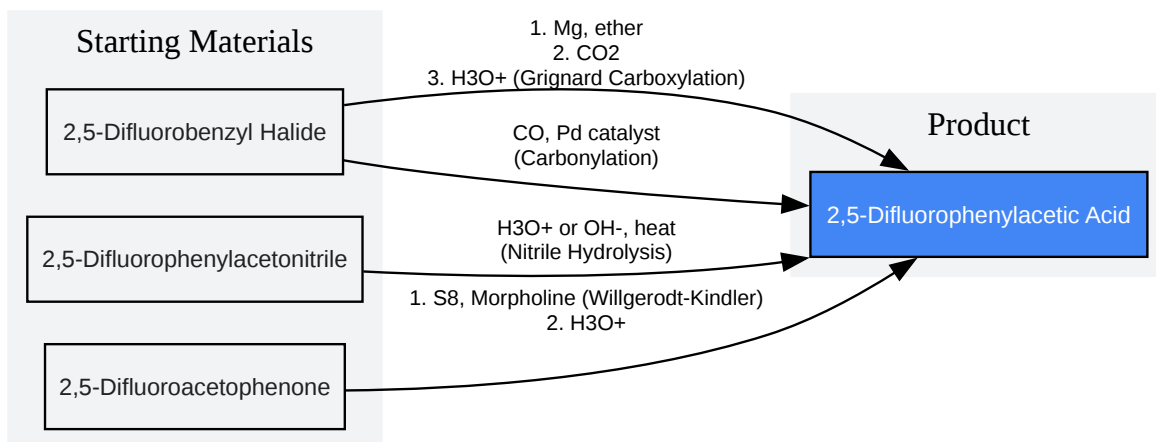 Starting Materials
1. Mg, ether
2. CO2
3. H3O+ (Grignard Carboxylation)
2,5-Difluorobenzyl Halide
CO, Pd catalyst
(Carbonylation)
Product
2,5-Difluorophenylacetic Acid
2,5-Difluorophenylacetonitrile
H3O+ or OH-, heat
(Nitrile Hydrolysis)
1. S8, Morpholine (Willgerodt-Kindler)
2. H3O+
2,5-Difluoroacetophenone